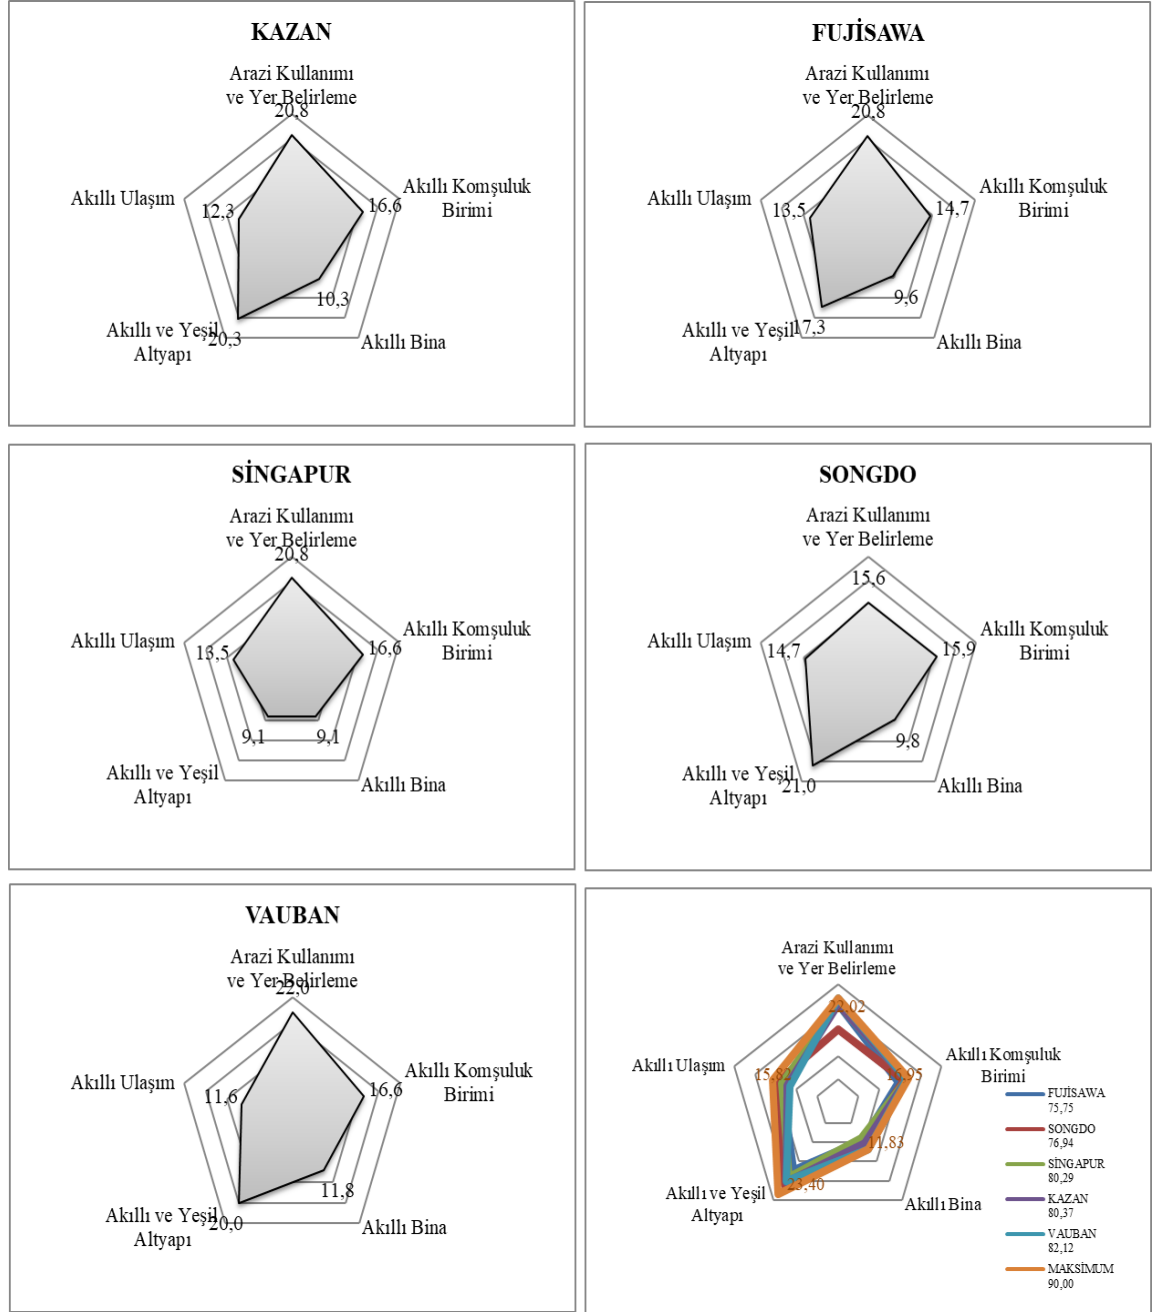 KAZAN
Arazi Kullanımı
ve Yer Belirleme
20,8
Akıllı Komşuluk
Birimi
16,6
Akıllı Ulaşım
12,3
10,3
Akıllı ve Yeşil
Altyapı
20,3
Akıllı Bina
FUJİSAWA
Arazi Kullanımı
ve Yer Belirleme
20,8
Akıllı Komşuluk
Birimi
14,7
Akıllı Ulaşım
13,5
9,6
Akıllı ve Yeşil
Altyapı
17,3
Akıllı Bina
SİNGAPUR
Arazi Kullanımı
ve Yer Belirleme
20,8
Akıllı Komşuluk
Birimi
16,6
Akıllı Ulaşım
13,5
9,1
9,1
Akıllı ve Yeşil
Altyapı
Akıllı Bina
SONGDO
Arazi Kullanımı
ve Yer Belirleme
15,6
Akıllı Komşuluk
Birimi
15,9
Akıllı Ulaşım
14,7
9,8
Akıllı ve Yeşil
Altyapı
21,0
Akıllı Bina
VAUBAN
Arazi Kullanımı
ve Yer Belirleme
22,0
Akıllı Komşuluk
Birimi
16,6
Akıllı Ulaşım
11,6
11,8
Akıllı ve Yeşil
Altyapı
20,0
Akıllı Bina
Arazi Kullanımı
ve Yer Belirleme
22,02
Akıllı Komşuluk
Birimi
16,95
Akıllı Ulaşım
15,82
11,83
Akıllı ve Yeşil
Altyapı
23,40
Akıllı Bina
FUJİSAWA
75,75
SONGDO
76,94
SİNGAPUR
80,29
KAZAN
80,37
VAUBAN
82,12
MAKSİMUM
90,00